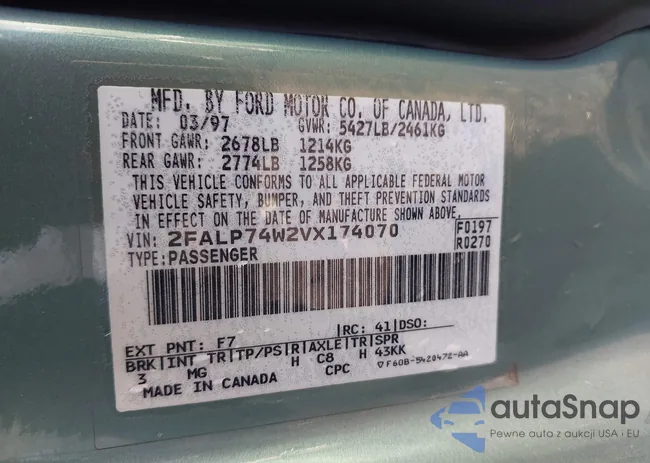 MFD. BY FORD MOTOR CO. OF CANADA, LTD.
DATE: 03/97 GVWR: 5427LB/2461KG
FRONT GAWR: 2678LB 1214KG
REAR GAWR: 2774LB 1258KG
THIS VEHICLE CONFORMS TO ALL APPLICABLE FEDERAL MOTOR
VEHICLE SAFETY, BUMPER, AND THEFT PREVENTION STANDARDS
IN EFFECT ON THE DATE OF MANUFACTURE SHOWN ABOVE.
VIN: 2FALP74W2VX174070 F0197
TYPE: PASSENGER R0270
EXT PNT: F7 RC: 41 DSO:
BRK INT TR TP/PS R AXLE TR SPR
3 MG H C8 H 43KK
MADE IN CANADA CPC F60B-5420472-AA
autaSnap
Pewne auta z aukcji USA i EU